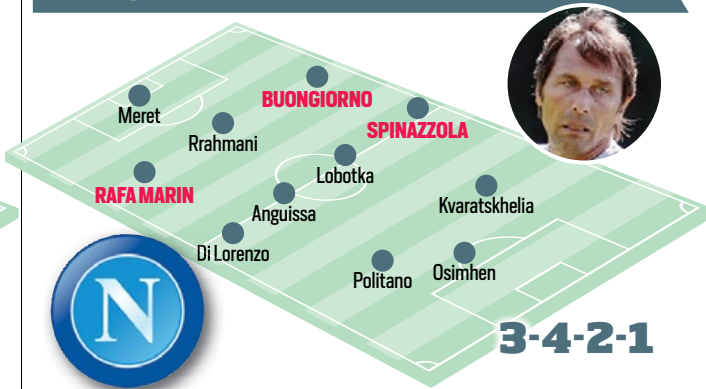 BUONGIORNO
Meret
SPINAZZOLA
Rrahmani
Lobotka
RAFA MARIN
Kvaratskhelia
Anguissa
Di Lorenzo
Osimhen
Politano
N
3-4-2-1